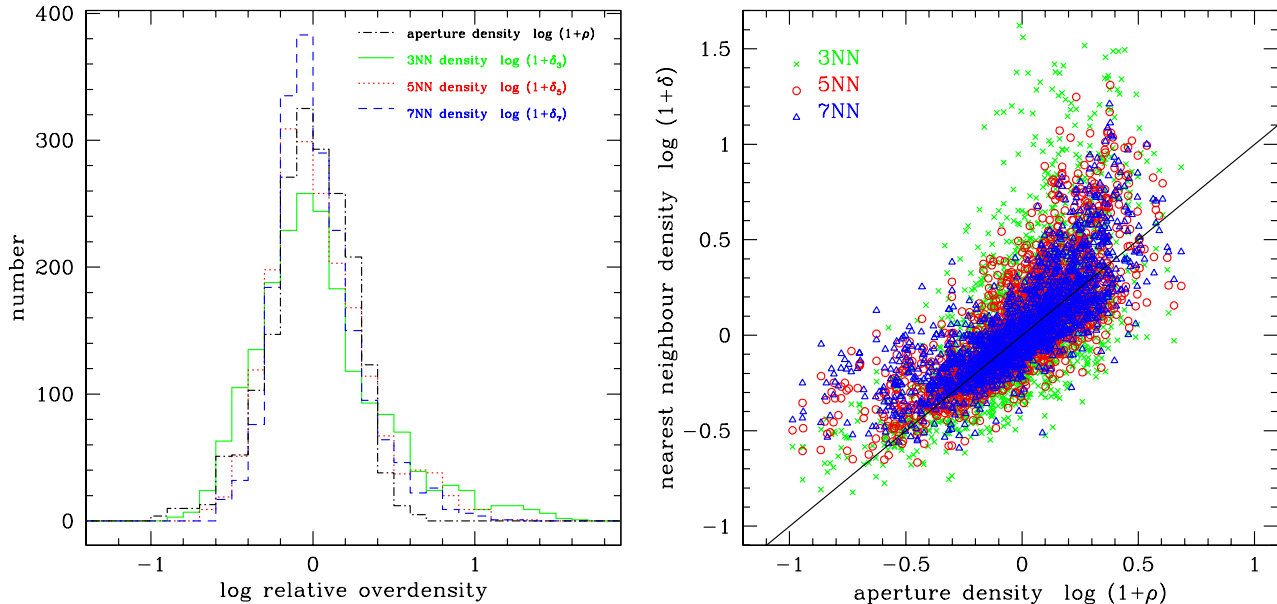 400
300
200
100
0
number
−1
0
1
log relative overdensity
aperture density log (1+ρ)
3NN density log (1+δ₃)
5NN density log (1+δ₅)
7NN density log (1+δ₇)
1.5
1
0.5
0
−0.5
−1
nearest neighbour density log (1+δ)
3NN
5NN
7NN
−1
−0.5
0
0.5
1
aperture density log (1+ρ)